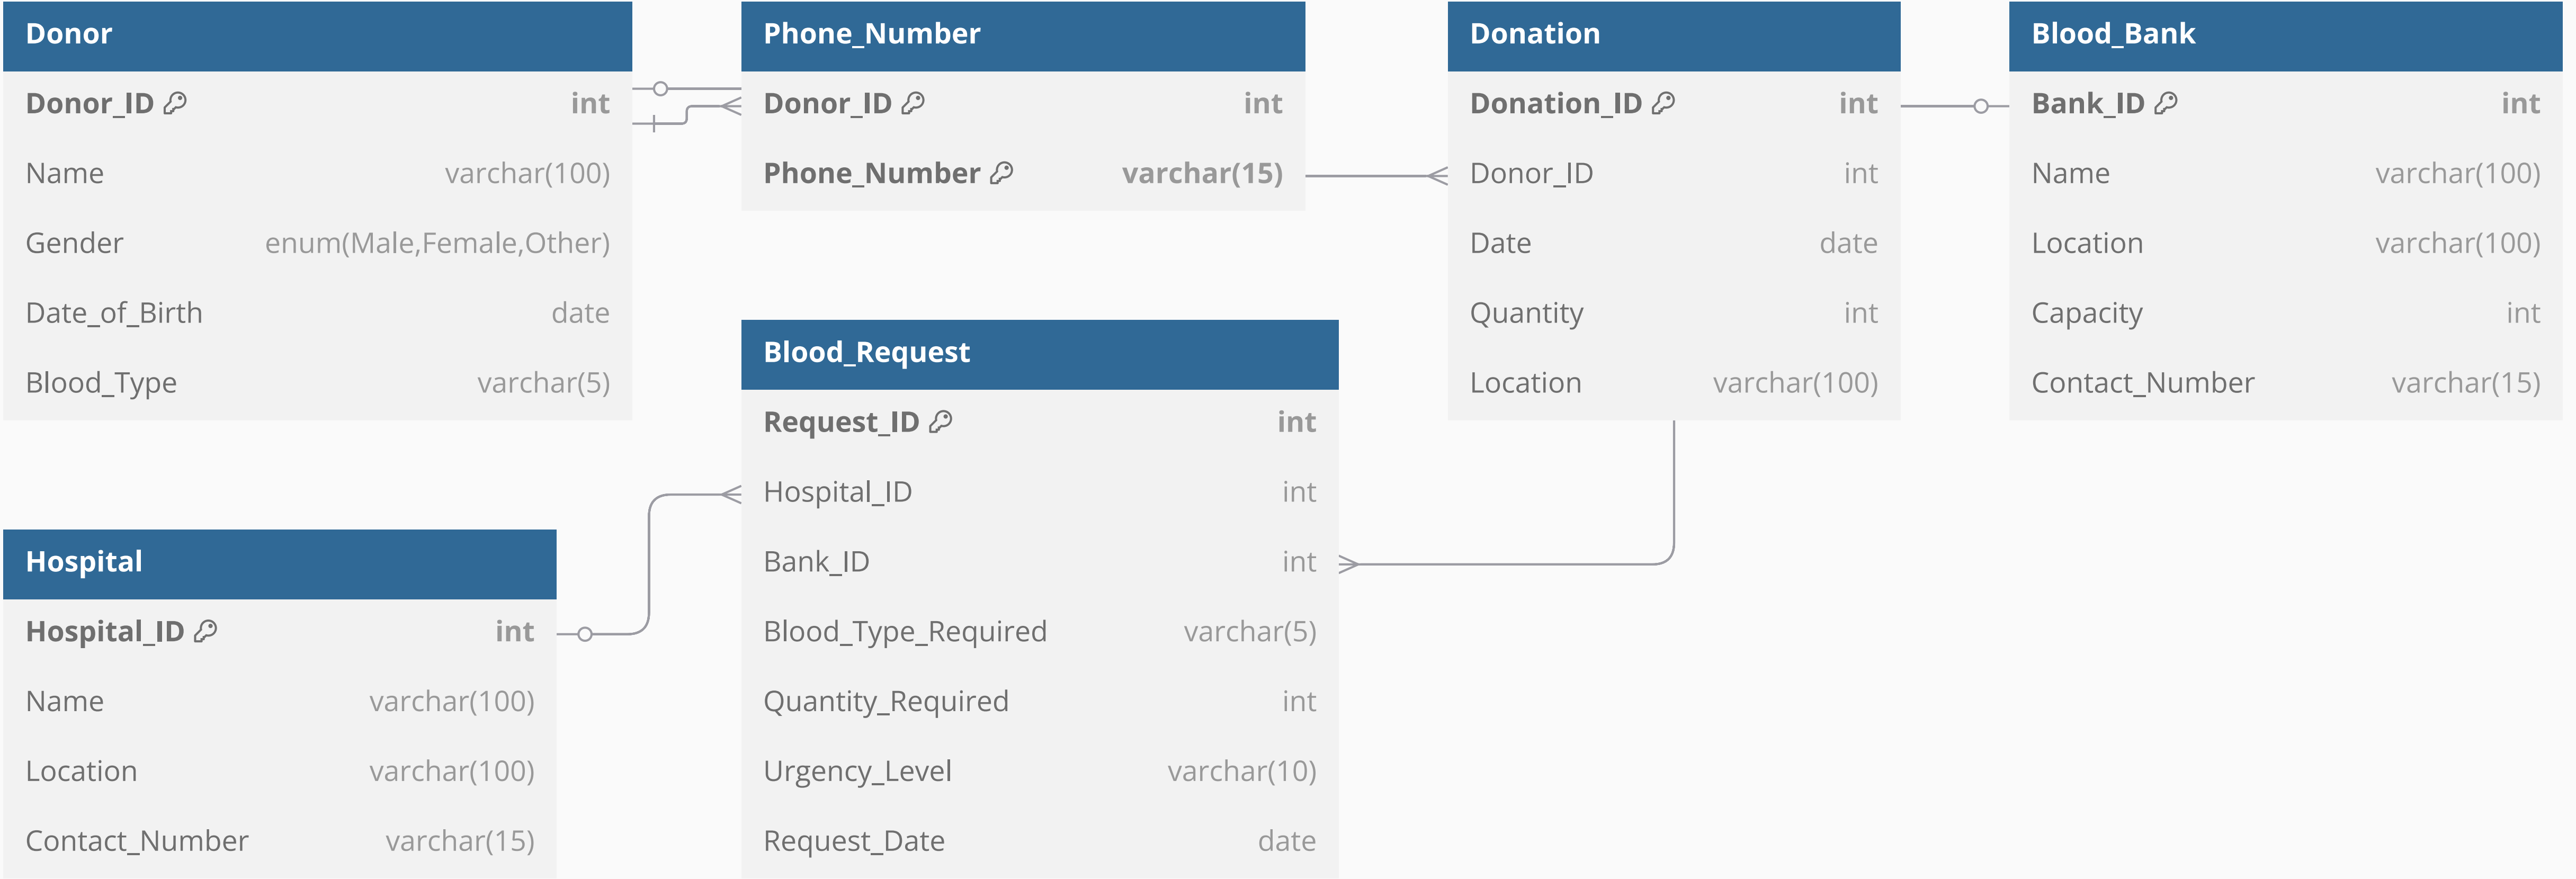 Donor
Donor_ID int
Name varchar(100)
Gender enum(Male,Female,Other)
Date_of_Birth date
Blood_Type varchar(5)
Phone_Number
Donor_ID int
Phone_Number varchar(15)
Donation
Donation_ID int
Donor_ID int
Date date
Quantity int
Location varchar(100)
Blood_Bank
Bank_ID int
Name varchar(100)
Location varchar(100)
Capacity int
Contact_Number varchar(15)
Blood_Request
Request_ID int
Hospital_ID int
Bank_ID int
Blood_Type_Required varchar(5)
Quantity_Required int
Urgency_Level varchar(10)
Request_Date date
Hospital
Hospital_ID int
Name varchar(100)
Location varchar(100)
Contact_Number varchar(15)